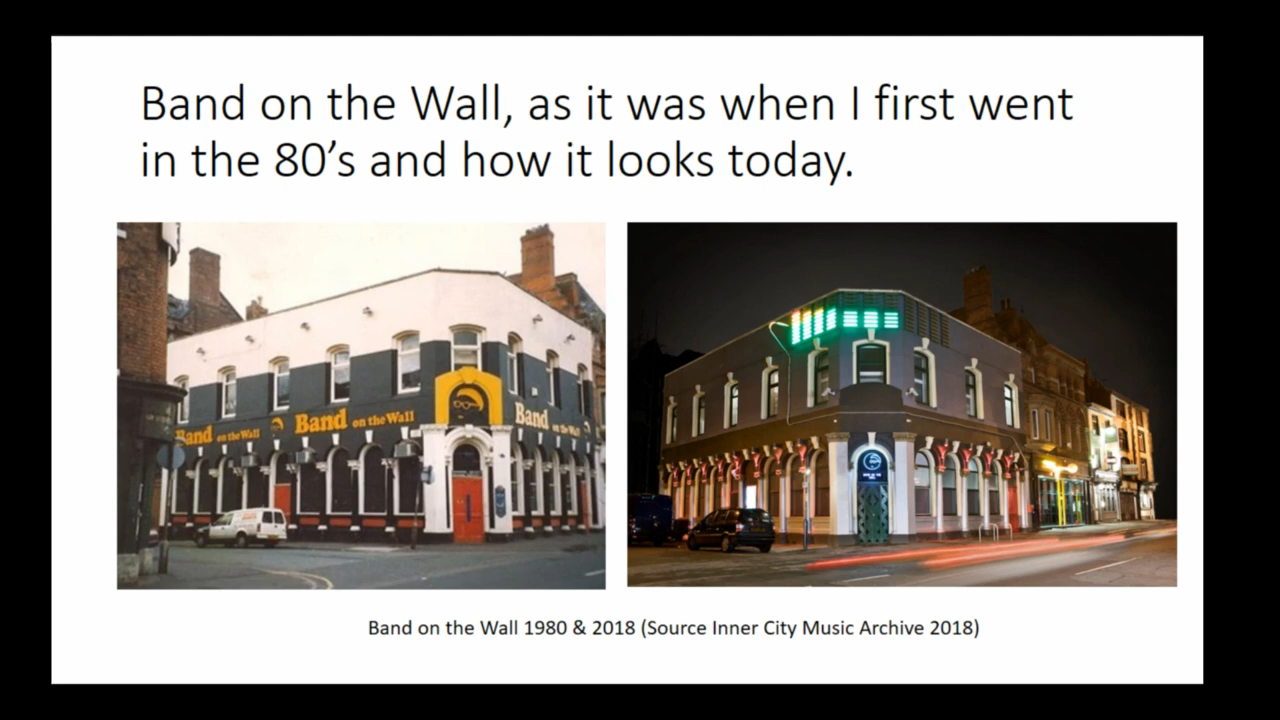 Band on the Wall, as it was when I first went
in the 80’s and how it looks today.
Band on the Wall
Band on the Wall
Band on the Wall
Band on the Wall 1980 & 2018 (Source Inner City Music Archive 2018)